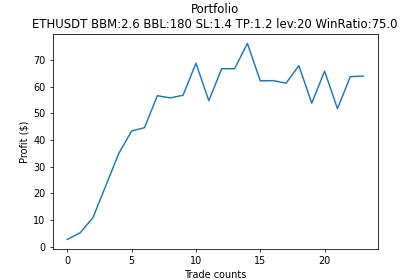 Portfolio
ETHUSDT BBM:2.6 BBL:180 SL:1.4 TP:1.2 lev:20 WinRatio:75.0
70
60
50
40
30
20
10
0
Profit ($)
0 5 10 15 20
Trade counts